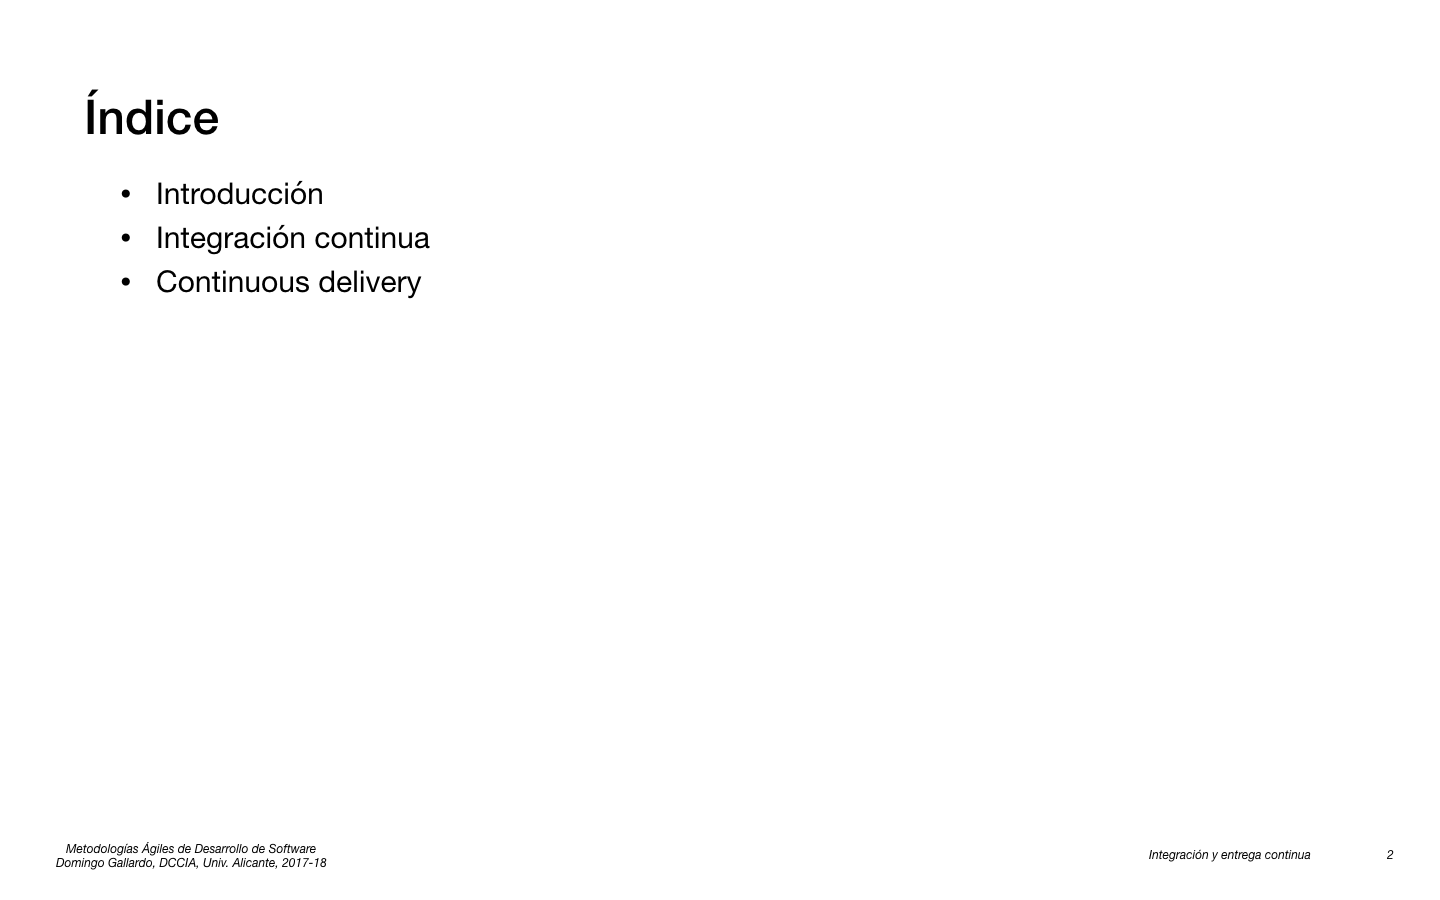 Índice
• Introducción
• Integración continua
• Continuous delivery
Metodologías Ágiles de Desarrollo de Software
Domingo Gallardo, DCCIA, Univ. Alicante, 2017-18
Integración y entrega continua 2